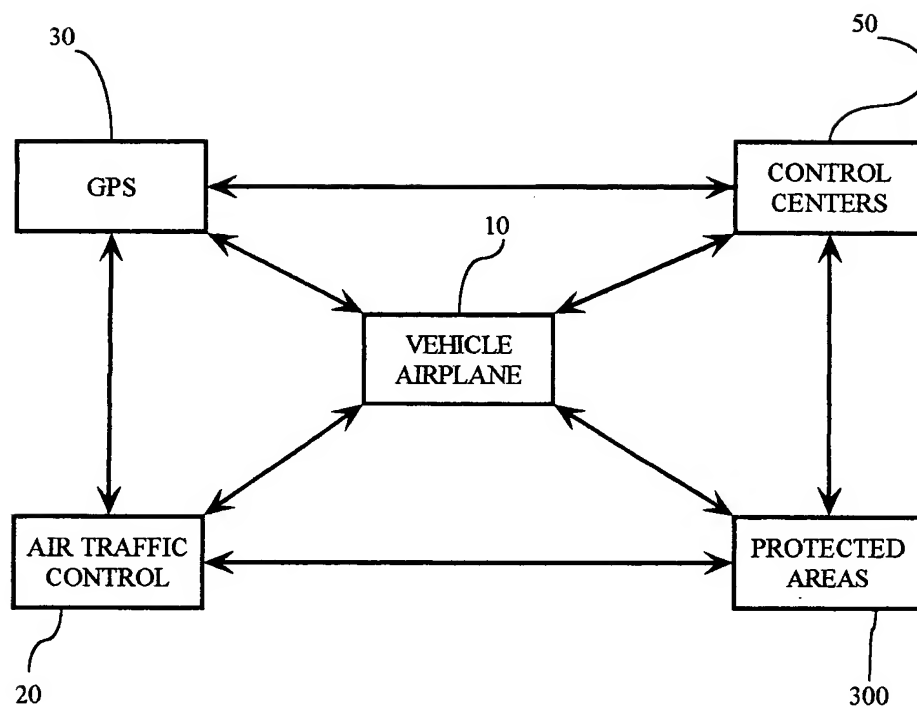 30
50
GPS
CONTROL
CENTERS
10
VEHICLE
AIRPLANE
AIR TRAFFIC
CONTROL
PROTECTED
AREAS
20
300